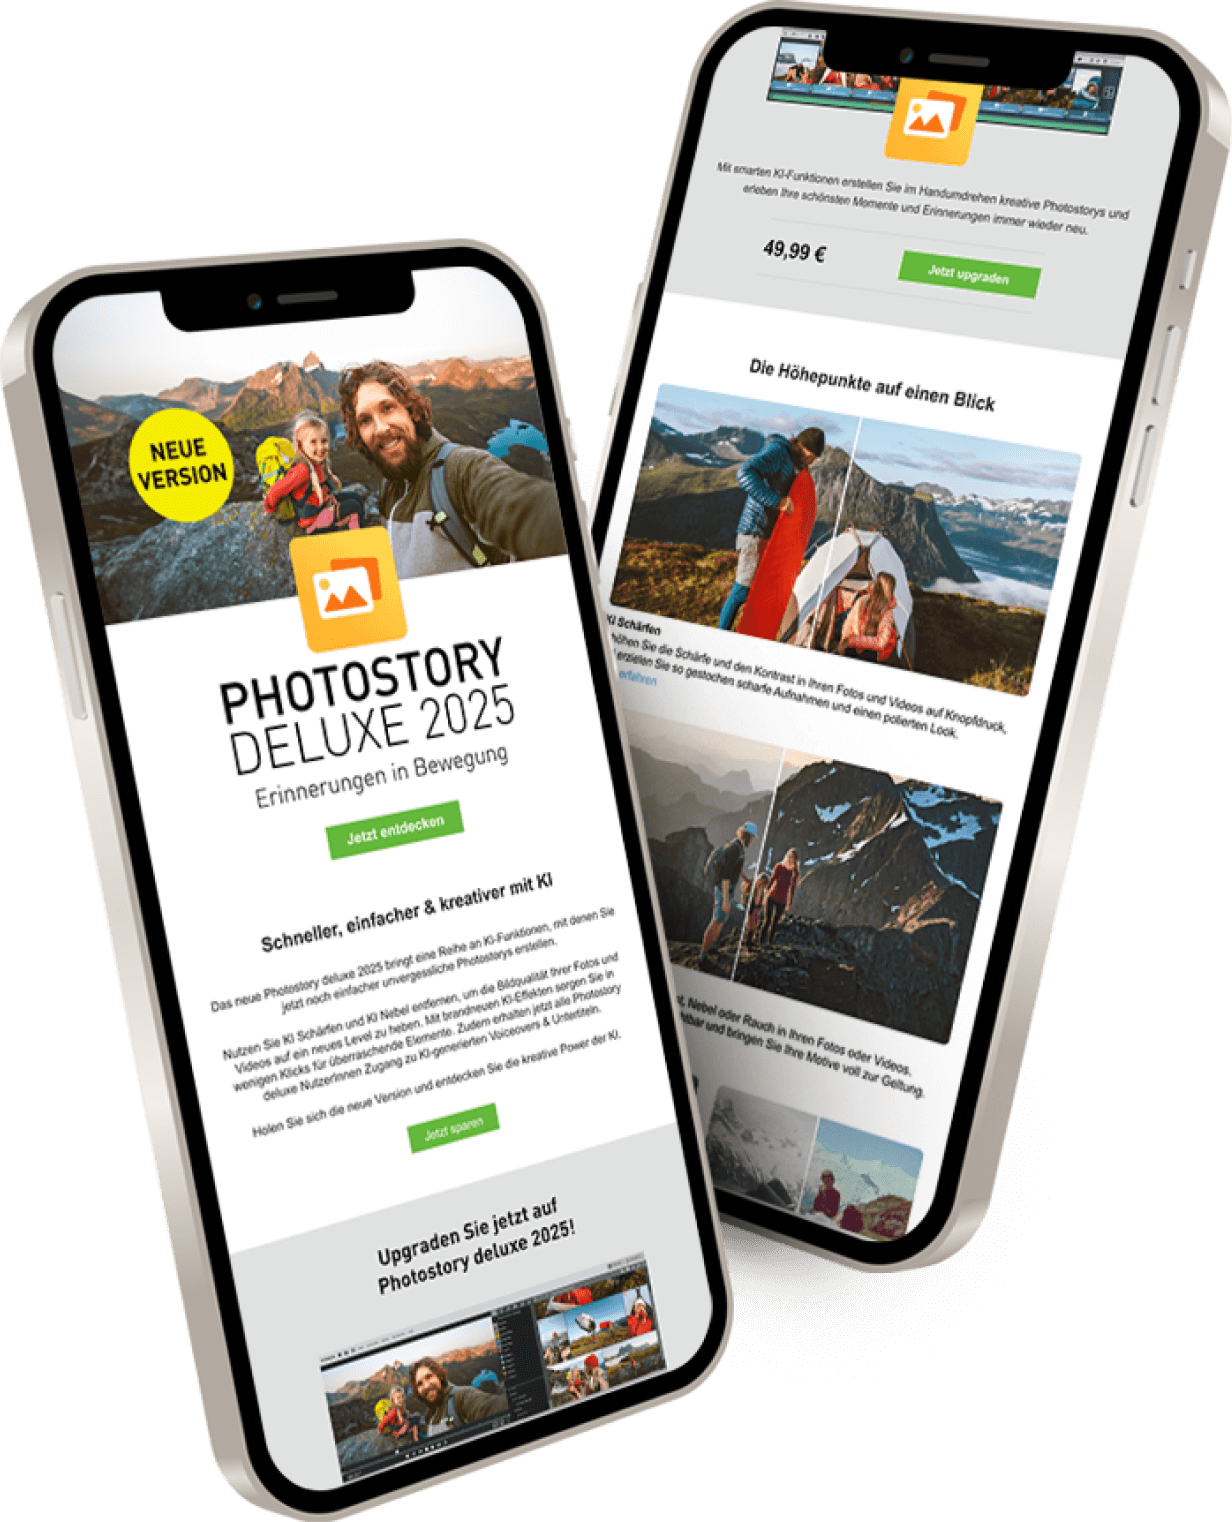 NEUE
VERSION
PHOTOSTORY
DELUXE 2025
Erinnerungen in Bewegung
Jetzt entdecken
Schneller, einfacher & kreativer mit KI
Das neue Photostory deluxe 2025 bringt eine Reihe an KI-Funktionen, mit denen Sie
jetzt noch einfacher unvergessliche Photostorys erstellen.
Nutzen Sie KI Schärfen und KI Nebel entfernen, um die Bildqualität Ihrer Fotos und
Videos auf ein neues Level zu heben. Mit brandneuen KI-Effekten sorgen Sie in
wenigen Klicks für überraschende Elemente. Zudem erhalten jetzt alle Photostory
deluxe NutzerInnen Zugang zu KI-generierten Voiceovers & Untertiteln.
Holen Sie sich die neue Version und entdecken Sie die kreative Power der KI.
Jetzt sparen
Upgraden Sie jetzt auf
Photostory deluxe 2025!
Mit smarten KI-Funktionen erstellen Sie im Handumdrehen kreative Photostorys und
erleben Ihre schönsten Momente und Erinnerungen immer wieder neu.
49,99 €
Jetzt upgraden
Die Höhepunkte auf einen Blick
KI Schärfen
höhen Sie die Schärfe und den Kontrast in Ihren Fotos und Videos auf Knopfdruck,
erzielen Sie so gestochen scharfe Aufnahmen und einen polierten Look.
erfahren
Nebel oder Rauch in Ihren Fotos oder Videos.
tbar und bringen Sie Ihre Motive voll zur Geltung.